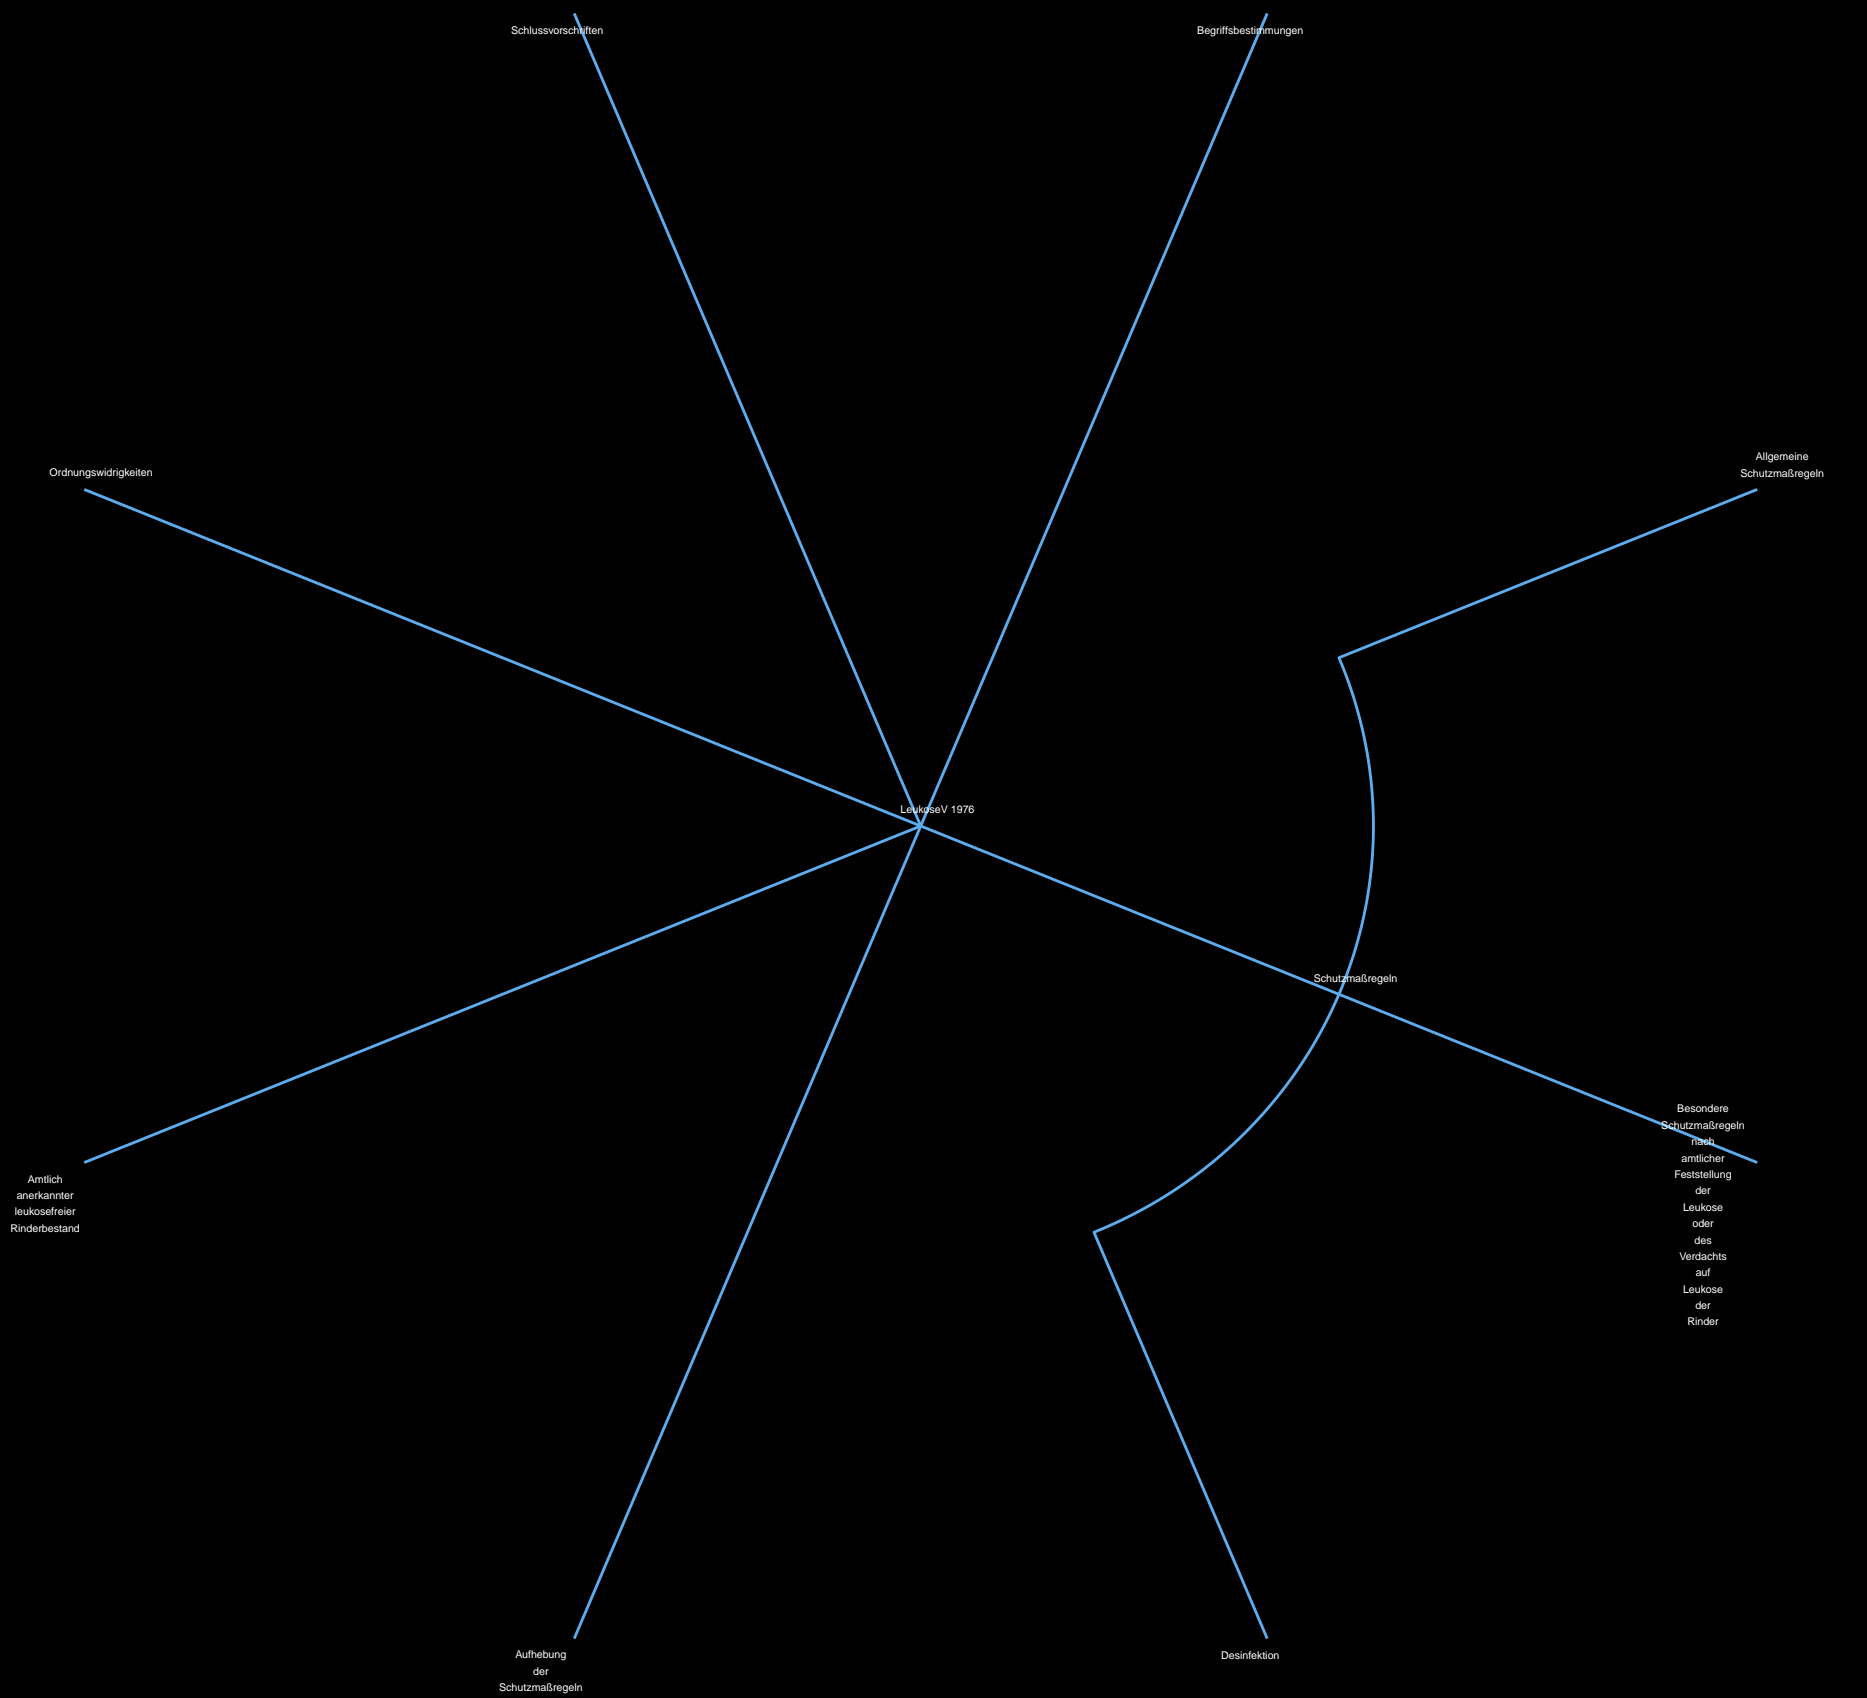 Schlussvorschriften
Begriffsbestimmungen
Ordnungswidrigkeiten
Allgemeine
Schutzmaßregeln
LeukoseV 1976
Schutzmaßregeln
Besondere
Schutzmaßregeln
nach
amtlicher
Feststellung
der
Leukose
oder
des
Verdachts
auf
Leukose
der
Rinder
Amtlich
anerkannter
leukosefreier
Rinderbestand
Aufhebung
der
Schutzmaßregeln
Desinfektion